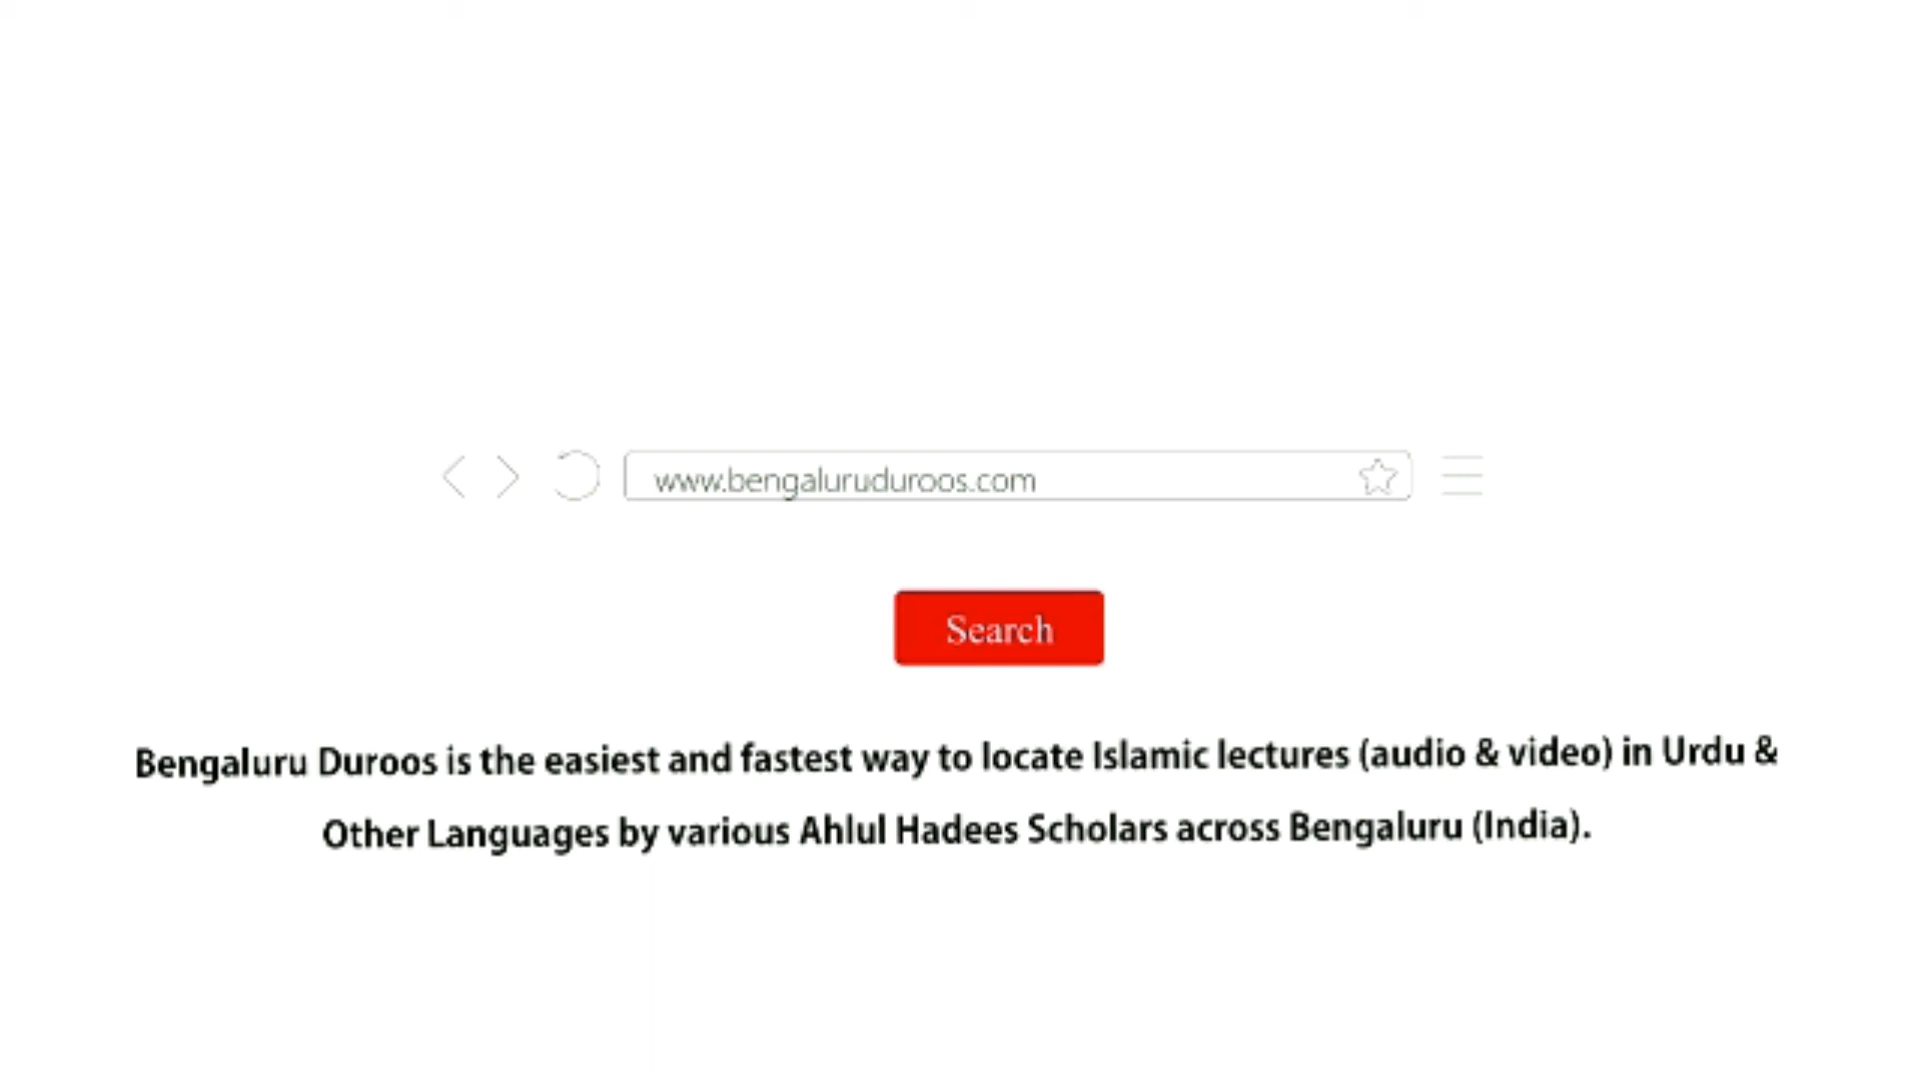 www.bengaluruduroos.com
Search
Bengaluru Duroos is the easiest and fastest way to locate Islamic lectures (audio & video) in Urdu &
Other Languages by various Ahlul Hadees Scholars across Bengaluru (India).